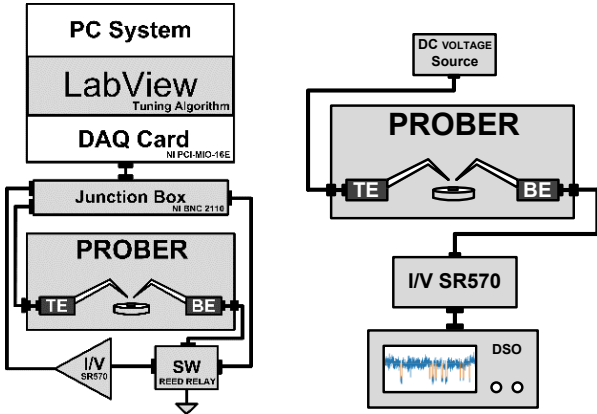 PC System
LabView
Tuning Algorithm
DAQ Card
NI PCI-MIO-16E
Junction Box
NI BNC 2110
PROBER
TE
BE
I/V
SR570
SW
REED RELAY
DC VOLTAGE
Source
PROBER
TE
BE
I/V SR570
DSO